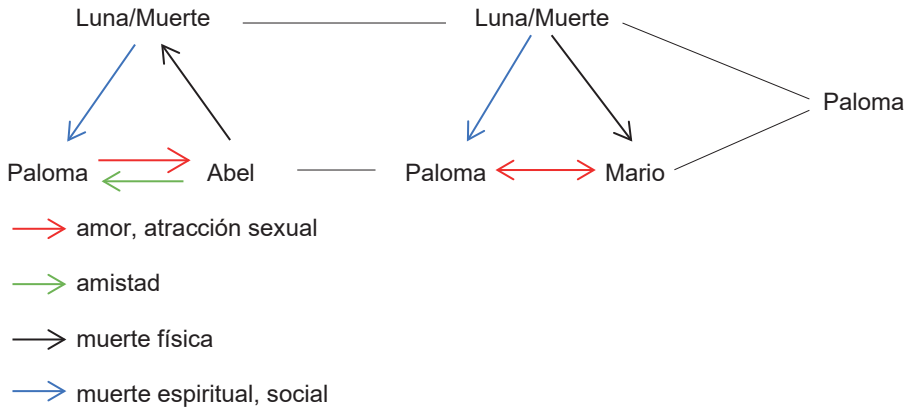 Luna/Muerte Luna/Muerte
Paloma
Paloma Abel Paloma Mario
amor, atracción sexual
amistad
muerte física
muerte espiritual, social